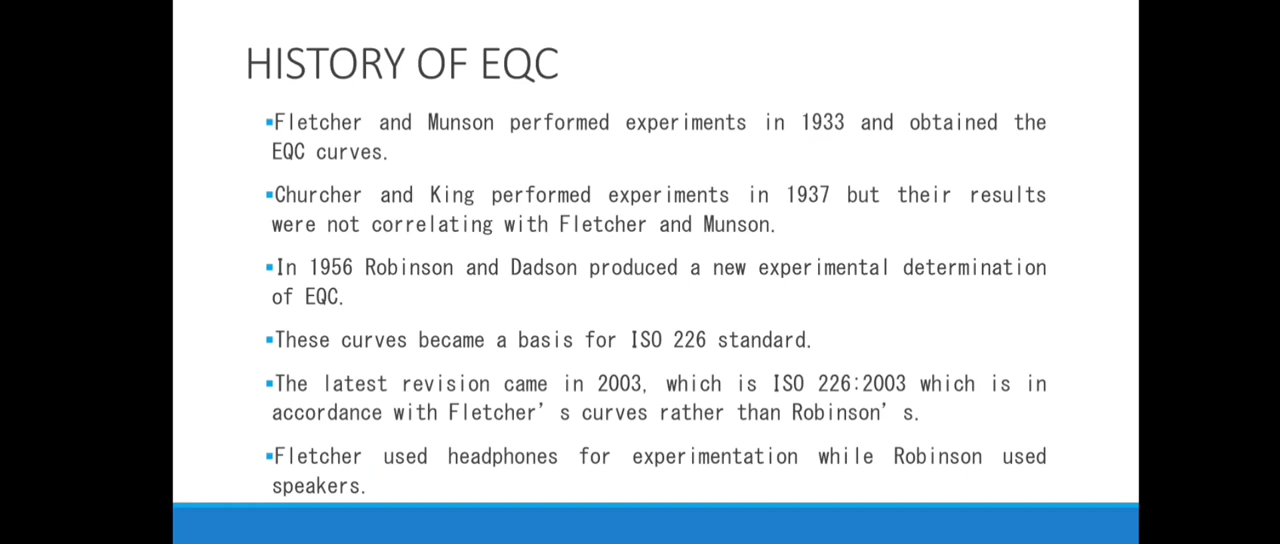 HISTORY OF EQC
▪Fletcher and Munson performed experiments in 1933 and obtained the
EQC curves.
▪Churcher and King performed experiments in 1937 but their results
were not correlating with Fletcher and Munson.
▪In 1956 Robinson and Dadson produced a new experimental determination
of EQC.
▪These curves became a basis for ISO 226 standard.
▪The latest revision came in 2003, which is ISO 226:2003 which is in
accordance with Fletcher’s curves rather than Robinson’s.
▪Fletcher used headphones for experimentation while Robinson used
speakers.